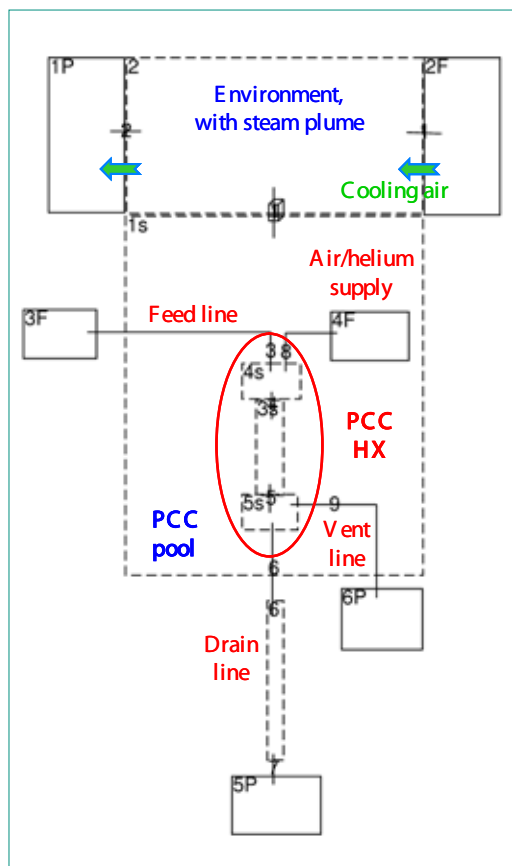 1P
2
2F
Environment,
with steam plume
2
1
Cooling air
1s
Air/helium
supply
Feed line
3F
4F
3 8
4s
3s
PCC
HX
5s 5
9
PCC
pool
Vent
line
6
6P
6
Drain
line
7
5P